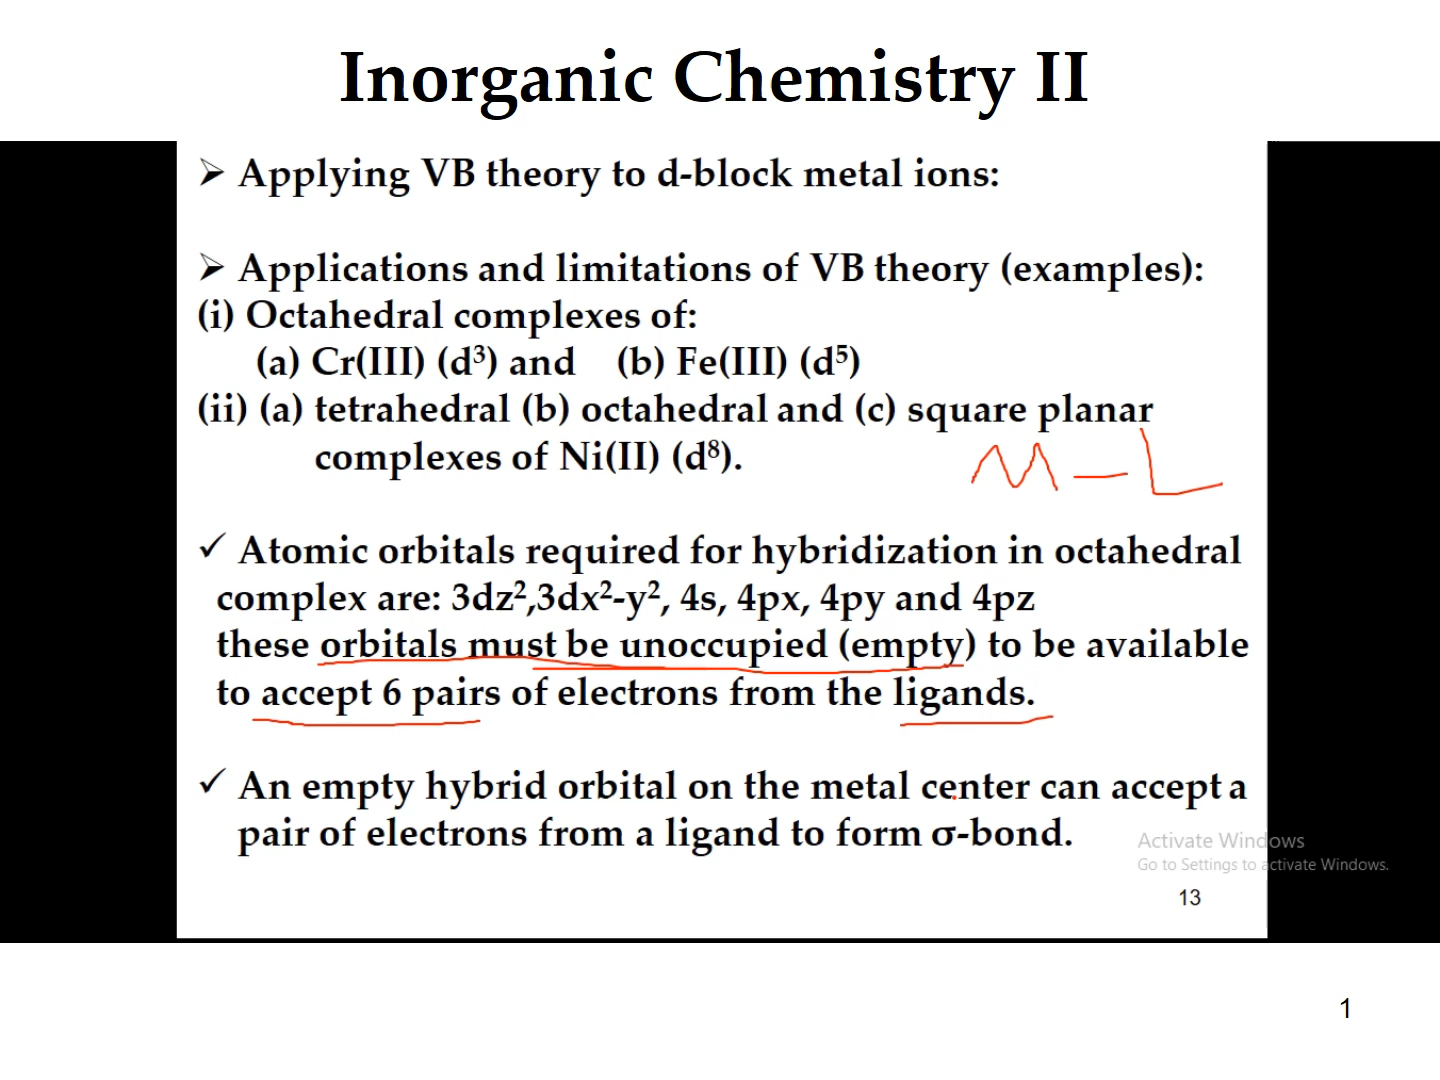 Inorganic Chemistry II
➢ Applying VB theory to d-block metal ions:
➢ Applications and limitations of VB theory (examples):
(i) Octahedral complexes of:
(a) Cr(III) (d³) and (b) Fe(III) (d⁵)
(ii) (a) tetrahedral (b) octahedral and (c) square planar
complexes of Ni(II) (d⁸).
M – L
✓ Atomic orbitals required for hybridization in octahedral
complex are: 3dz²,3dx²-y², 4s, 4px, 4py and 4pz
these orbitals must be unoccupied (empty) to be available
to accept 6 pairs of electrons from the ligands.
✓ An empty hybrid orbital on the metal center can accept a
pair of electrons from a ligand to form σ-bond.
Activate Windows
Go to Settings to activate Windows.
13
1